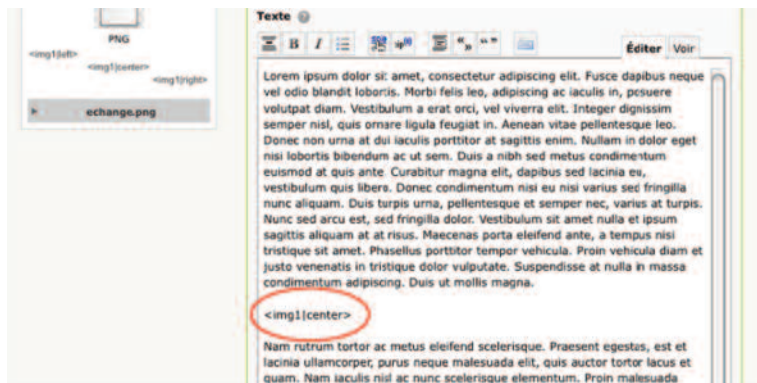 PNG
<img1|left>
<img1|center>
<img1|right>
echange.png
Texte
B I
Éditer Voir
Lorem ipsum dolor sit amet, consectetur adipiscing elit. Fusce dapibus neque
vel odio blandit lobortis. Morbi felis leo, adipiscing ac iaculis in, posuere
volutpat diam. Vestibulum a erat orci, vel viverra elit. Integer dignissim
semper nisl, quis ornare ligula feugiat in. Aenean vitae pellentesque leo.
Donec non urna at dui iaculis porttitor at sagittis enim. Nullam in dolor eget
nisi lobortis bibendum ac ut sem. Duis a nibh sed metus condimentum
euismod at quis ante. Curabitur magna elit, dapibus sed lacinia eu,
vestibulum quis libero. Donec condimentum nisi eu nisi varius sed fringilla
nunc aliquam. Duis turpis urna, pellentesque et semper nec, varius at turpis.
Nunc sed arcu est, sed fringilla dolor. Vestibulum sit amet nulla et ipsum
sagittis aliquam at at risus. Maecenas porta eleifend ante, a tempus nisi
tristique sit amet. Phasellus porttitor tempor vehicula. Proin vehicula diam et
justo venenatis in tristique dolor vulputate. Suspendisse at nulla in massa
condimentum adipiscing. Duis ut mollis magna.
<img1|center>
Nam rutrum tortor ac metus eleifend scelerisque. Praesent egestas, est et
lacinia ullamcorper, purus neque malesuada elit, quis auctor tortor lacus et
quam. Nam iaculis nisl ac nunc scelerisque elementum. Proin malesuada